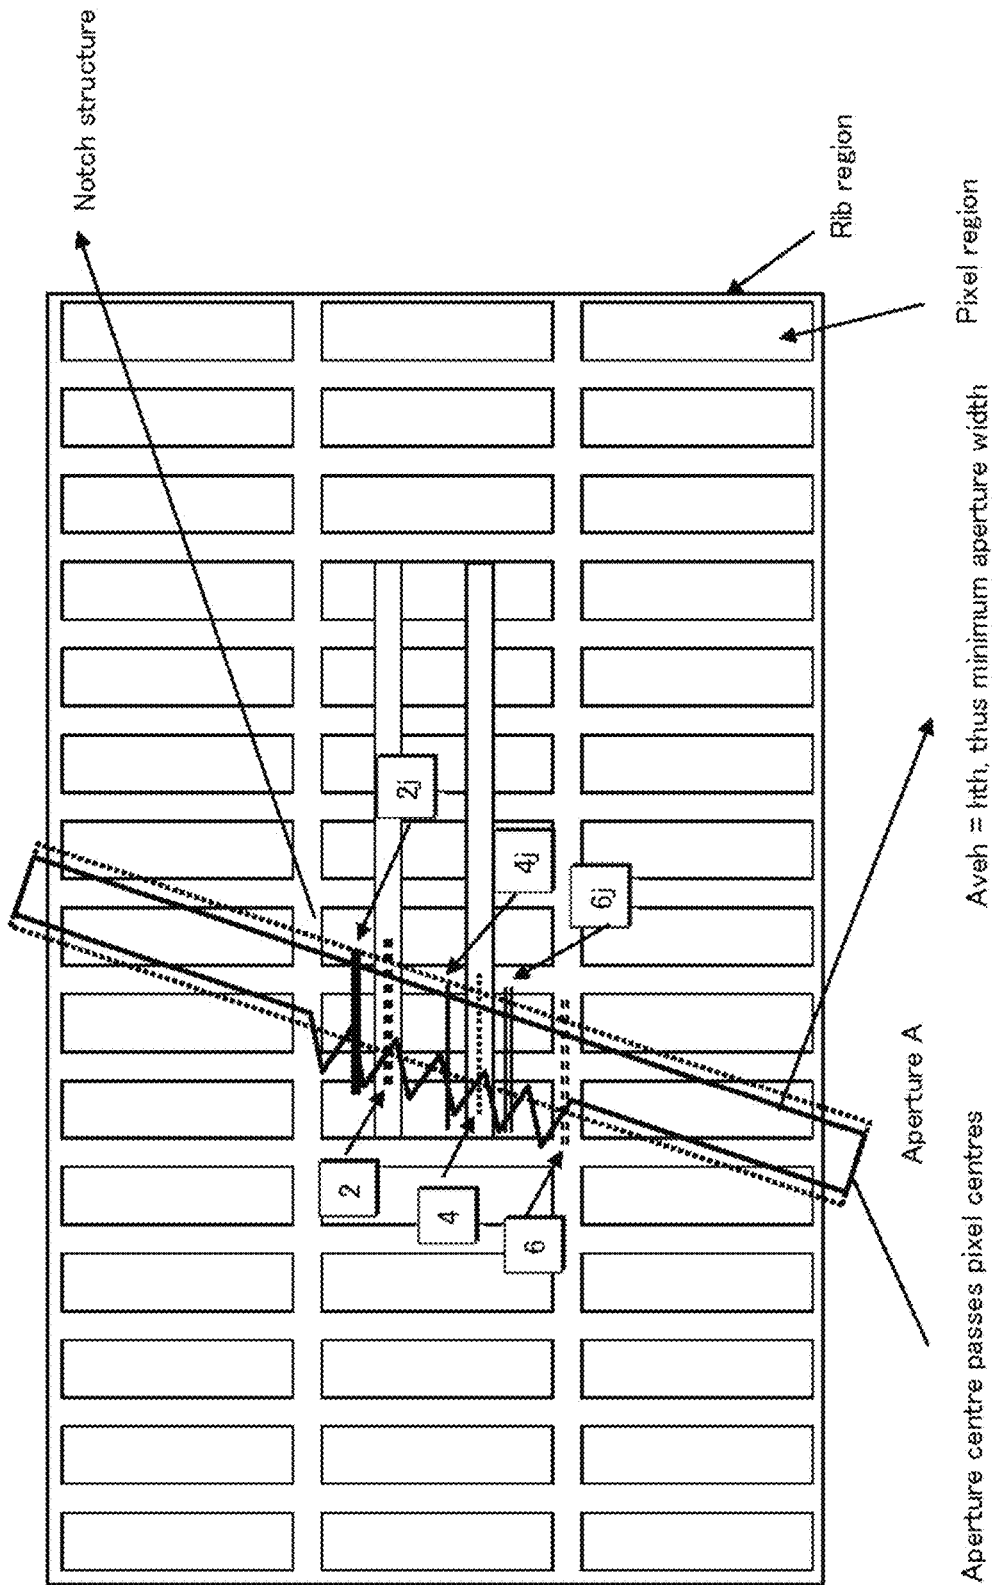 Notch structure
2
2j
4
4j
6
6j
Rib region
Aperture A
Aperture centre passes pixel centres
Aveh = hth, thus minimum aperture width
Pixel region